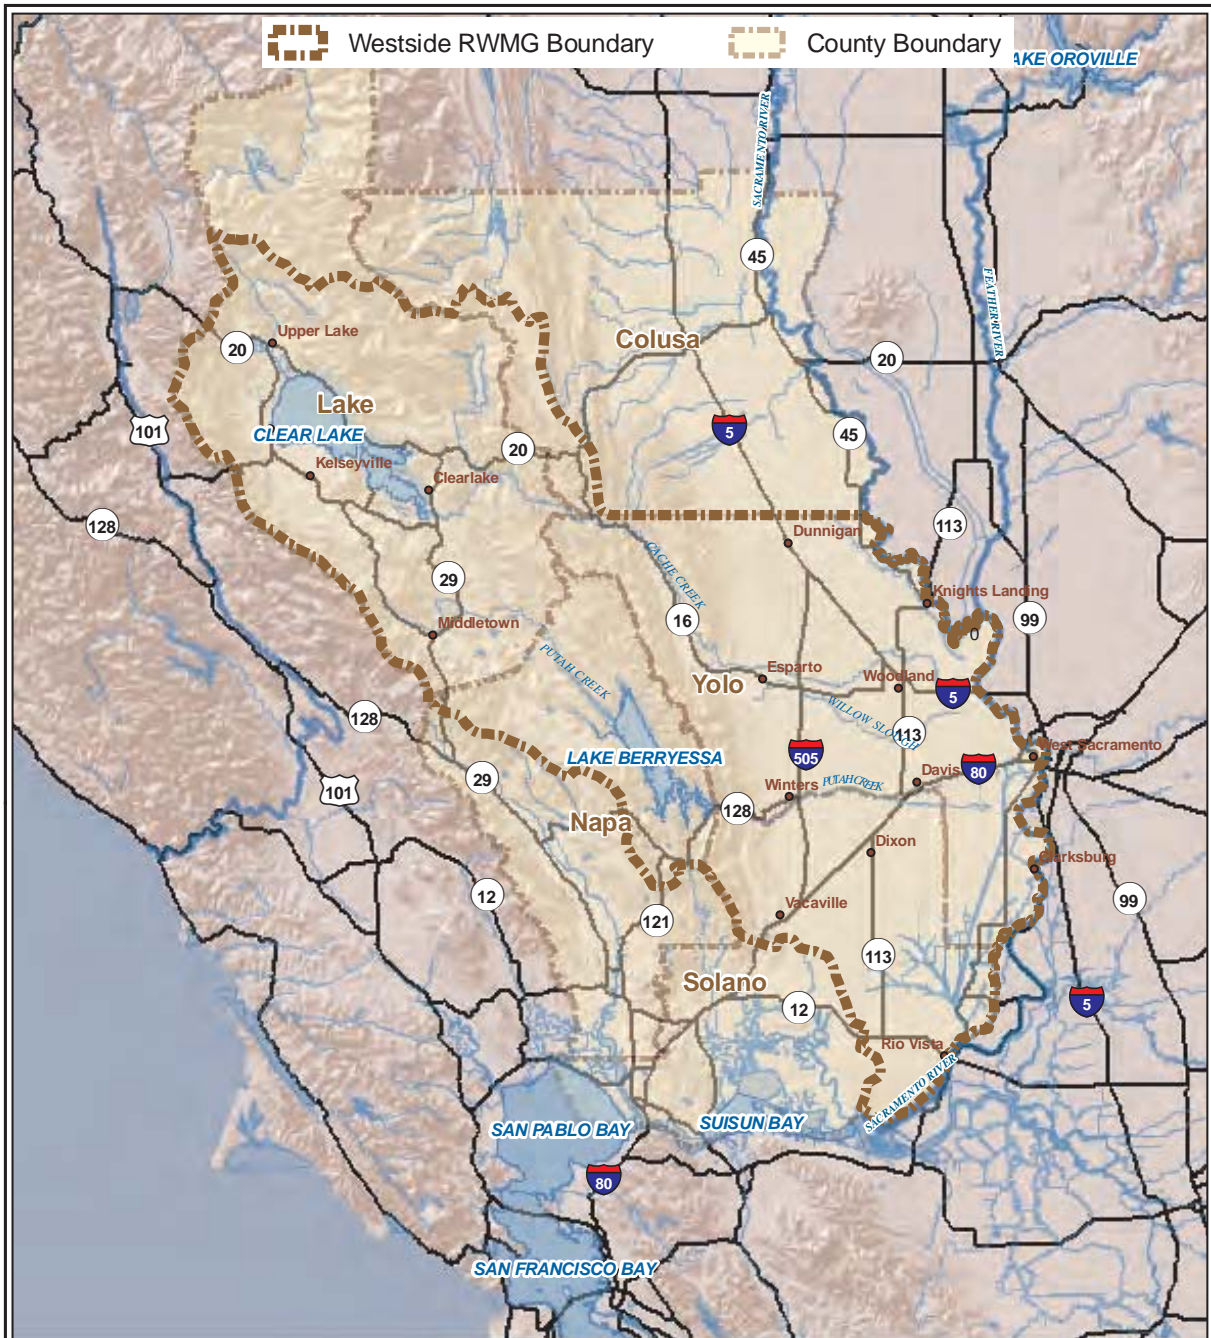 Westside RWMG Boundary
County Boundary
AKE OROVILLE
SACRAMENTO RIVER
45
FEATHER RIVER
Upper Lake
20
Colusa
20
Lake
101
CLEAR LAKE
5
45
20
Kelseyville
Clearlake
128
113
Dunnigan
CACHE CREEK
29
Knights Landing
16
99
0
Middletown
PUTAH CREEK
Esparto
Yolo
Woodland
5
128
WILLOW SLOUGH
113
505
West Sacramento
LAKE BERRYESSA
80
29
101
Davis
Winters
PUTAH CREEK
128
Napa
Dixon
Clarksburg
12
99
Vacaville
121
113
Solano
5
12
Rio Vista
SACRAMENTO RIVER
SAN PABLO BAY
SUISUN BAY
80
SAN FRANCISCO BAY